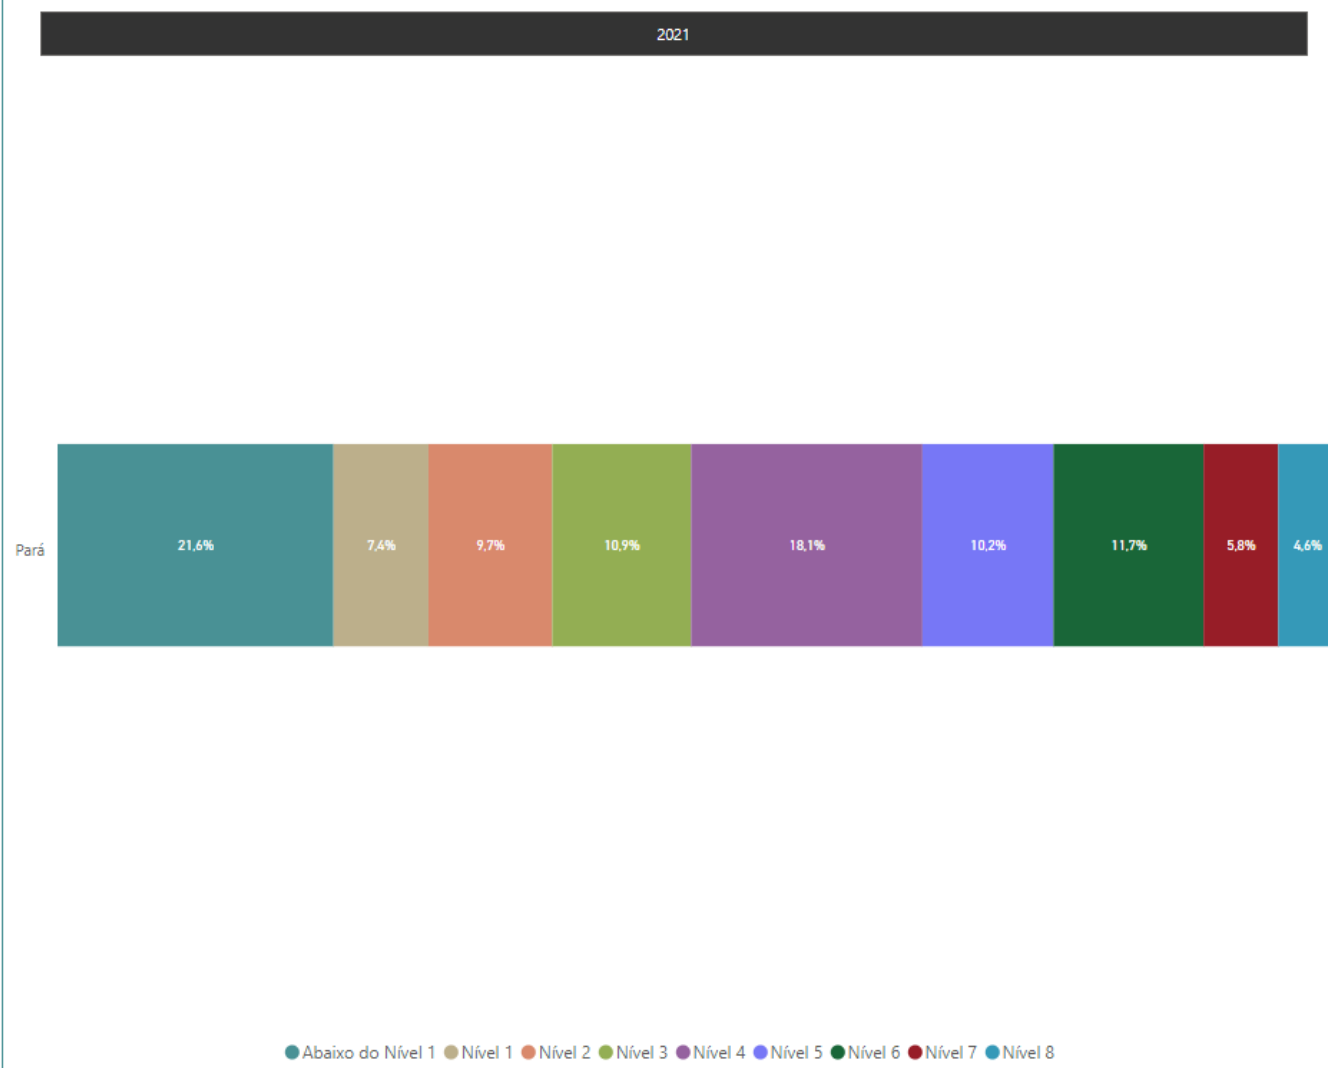 2021
Pará
21,6% 7,4% 9,7% 10,9% 18,1% 10,2% 11,7% 5,8% 4,6%
Abaixo do Nível 1 Nível 1 Nível 2 Nível 3 Nível 4 Nível 5 Nível 6 Nível 7 Nível 8